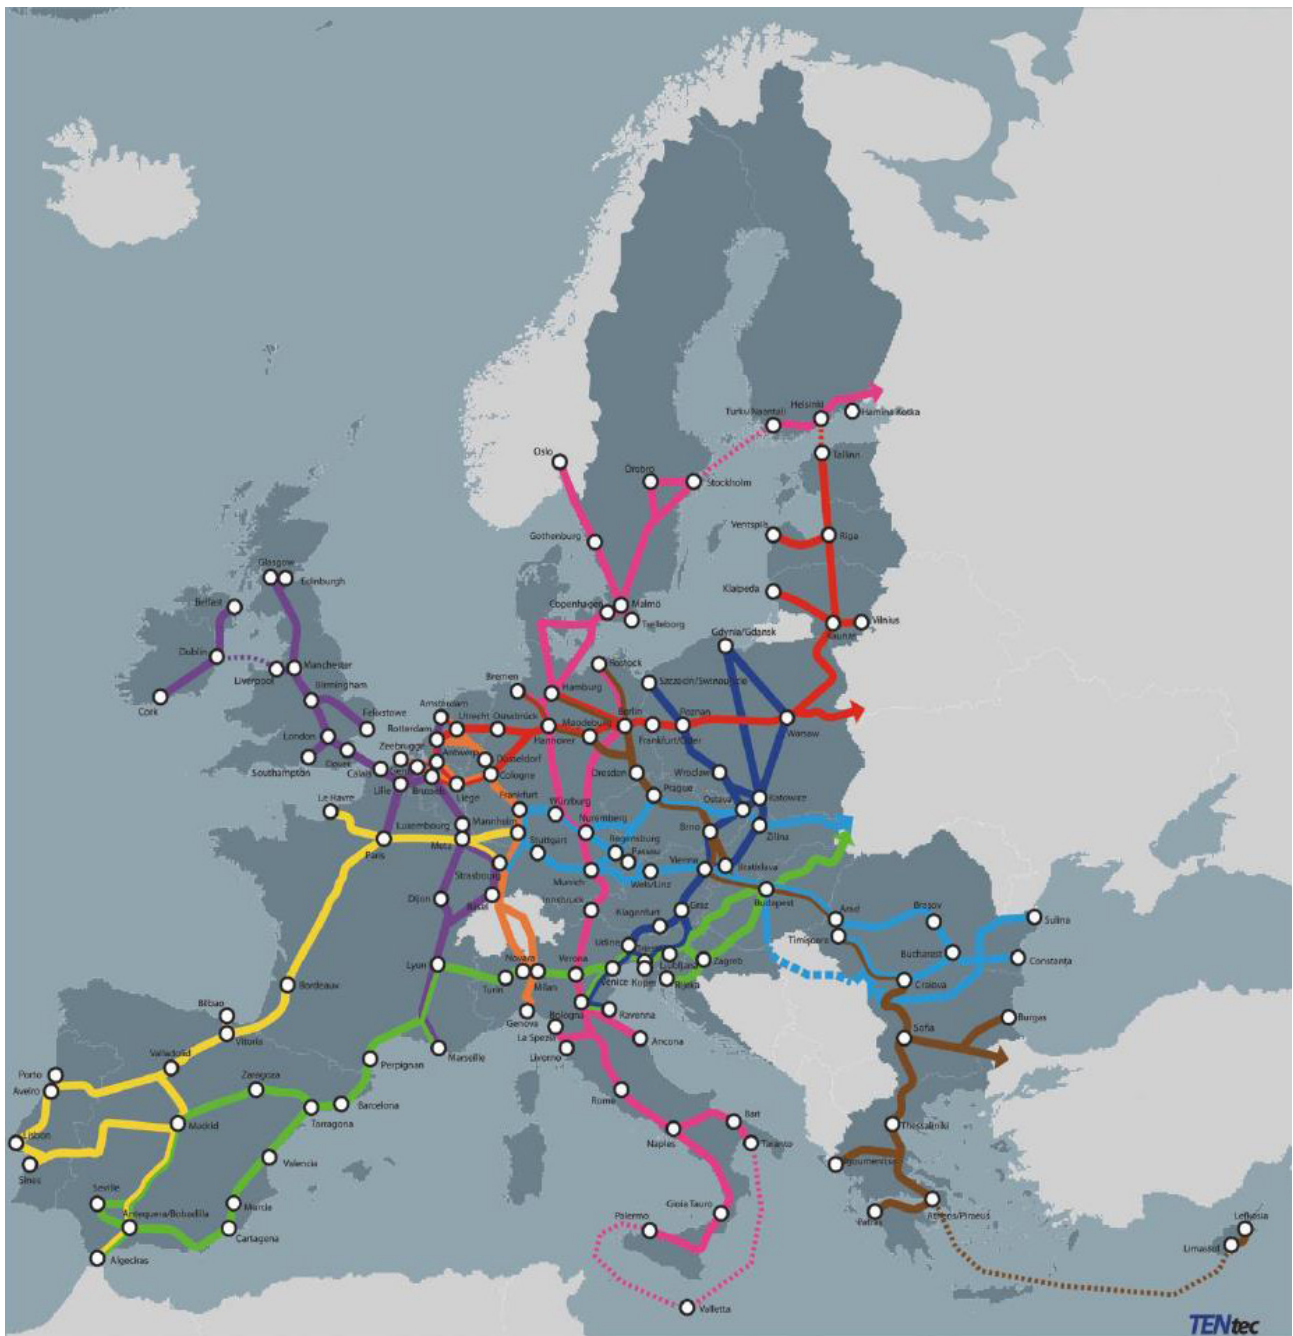 Helsinki
Turku Naantali
Hamina Kotka
Oslo
Tallinn
Örebro
Stockholm
Ventspils
Riga
Gothenburg
Glasgow
Edinburgh
Klaipeda
Belfast
Copenhagen
Malmö
Trelleborg
Kaunas
Vilnius
Gdynia/Gdansk
Dublin
Liverpool
Manchester
Rostock
Birmingham
Bremen
Hamburg
Szczecin/Swinoujscie
Cork
Felixstowe
Amsterdam
Utrecht
Osnabrück
Magdeburg
Berlin
Poznan
Rotterdam
London
Hannover
Frankfurt/Oder
Warsaw
Zeebrugge
Antwerp
Düsseldorf
Southampton
Dover
Calais
Cologne
Dresden
Wroclaw
Lille
Brussels
Liège
Prague
Katowice
Le Havre
Frankfurt
Würzburg
Ostava
Luxembourg
Mannheim
Nuremberg
Brno
Zilina
Paris
Metz
Stuttgart
Regensburg
Passau
Strasbourg
Munich
Wels/Linz
Vienna
Bratislava
Dijon
Basel
Innsbruck
Klagenfurt
Graz
Budapest
Arad
Brașov
Sulina
Udine
Timișoara
Bucharest
Lyon
Novara
Verona
Ljubljana
Zagreb
Constanța
Turin
Milan
Venice
Koper
Rijeka
Craiova
Bordeaux
Bilbao
Genova
Bologna
Ravenna
Burgas
Vitoria
La Spezia
Ancona
Sofia
Valladolid
Livorno
Marseille
Perpignan
Porto
Aveiro
Zaragoza
Rome
Barcelona
Tarragona
Madrid
Bari
Naples
Taranto
Thessaloniki
Lisbon
Valencia
Sines
Igoumenitsa
Seville
Murcia
Gioia Tauro
Antequera/Bobadilla
Palermo
Patras
Athens/Piraeus
Lefkosia
Cartagena
Limassol
Algeciras
Valletta
TENtec